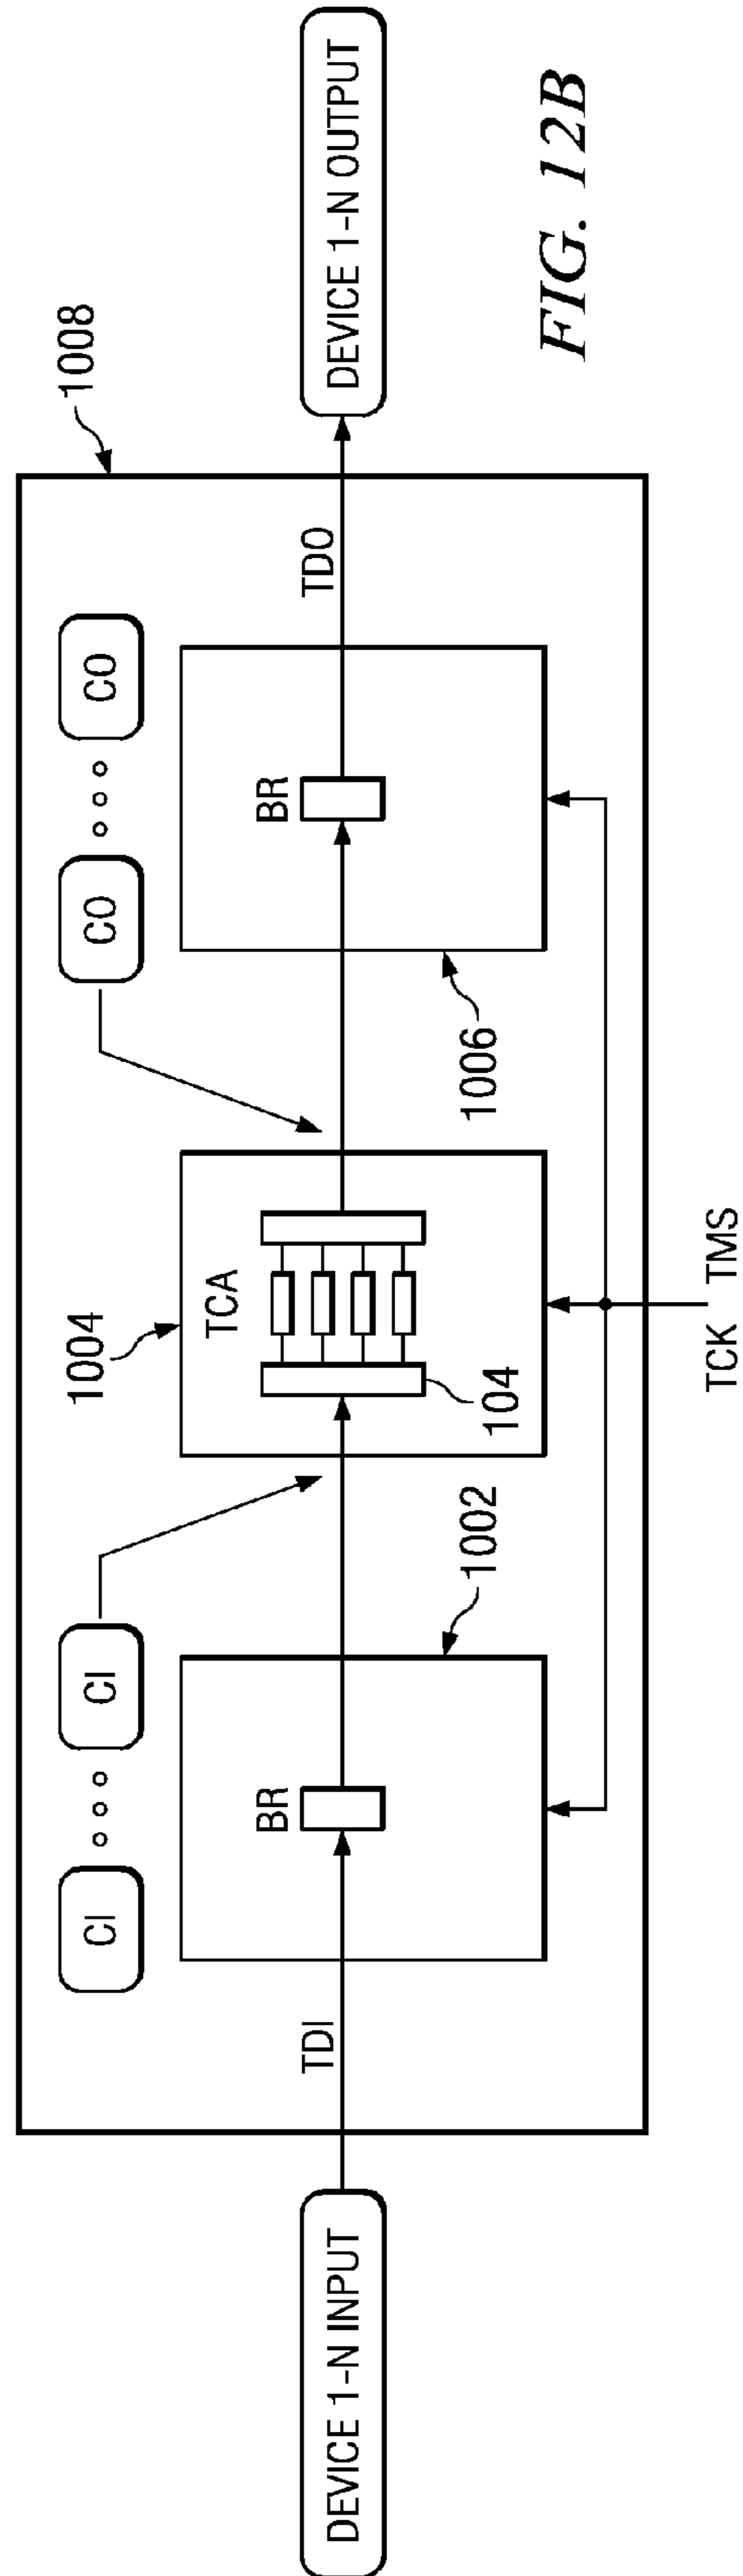 DEVICE 1-N INPUT
TDI
CI
CI
BR
1002
1004
TCA
104
CO
CO
BR
1006
TDO
1008
DEVICE 1-N OUTPUT
TCK TMS
FIG. 12B